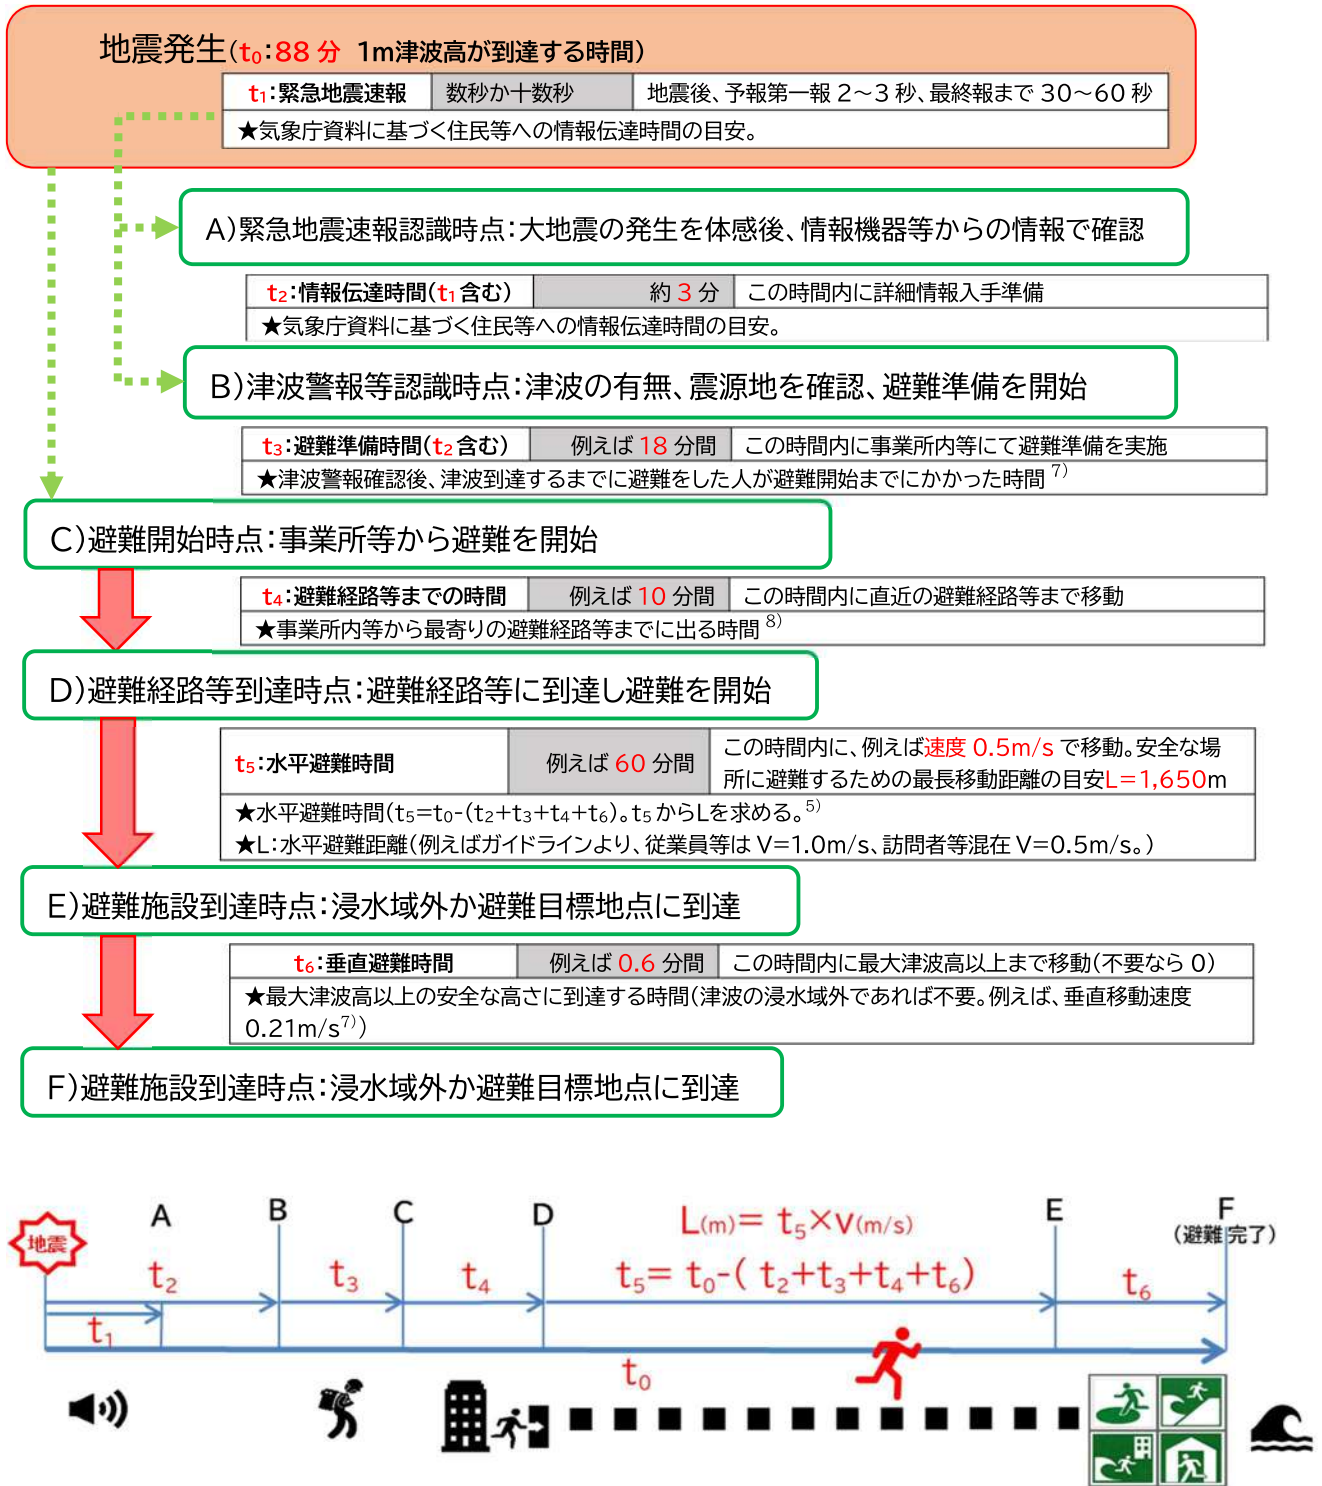 地震発生(t₀:88 分 1m津波高が到達する時間)
t₁:緊急地震速報 数秒か十数秒 地震後、予報第一報 2～3 秒、最終報まで 30～60 秒
★気象庁資料に基づく住民等への情報伝達時間の目安。
A)緊急地震速報認識時点:大地震の発生を体感後、情報機器等からの情報で確認
t₂:情報伝達時間(t₁含む) 約 3 分 この時間内に詳細情報入手準備
★気象庁資料に基づく住民等への情報伝達時間の目安。
B)津波警報等認識時点:津波の有無、震源地を確認、避難準備を開始
t₃:避難準備時間(t₂含む) 例えば 18 分間 この時間内に事業所内等にて避難準備を実施
★津波警報確認後、津波到達するまでに避難をした人が避難開始までにかかった時間 7)
C)避難開始時点:事業所等から避難を開始
t₄:避難経路等までの時間 例えば 10 分間 この時間内に直近の避難経路等まで移動
★事業所内等から最寄りの避難経路等までに出る時間 8)
D)避難経路等到達時点:避難経路等に到達し避難を開始
t₅:水平避難時間 例えば 60 分間 この時間内に、例えば速度 0.5m/s で移動。安全な場
所に避難するための最長移動距離の目安L=1,650m
★水平避難時間(t₅=t₀-(t₂+t₃+t₄+t₆)。t₅からLを求める。5)
★L:水平避難距離(例えばガイドラインより、従業員等は V=1.0m/s、訪問者等混在 V=0.5m/s。)
E)避難施設到達時点:浸水域外か避難目標地点に到達
t₆:垂直避難時間 例えば 0.6 分間 この時間内に最大津波高以上まで移動(不要なら 0)
★最大津波高以上の安全な高さに到達する時間(津波の浸水域外であれば不要。例えば、垂直移動速度
0.21m/s7))
F)避難施設到達時点:浸水域外か避難目標地点に到達
地震 A B C D L(m)= t₅×v(m/s) E F
(避難完了)
t₂ t₃ t₄ t₅= t₀-( t₂+t₃+t₄+t₆) t₆
t₁
t₀